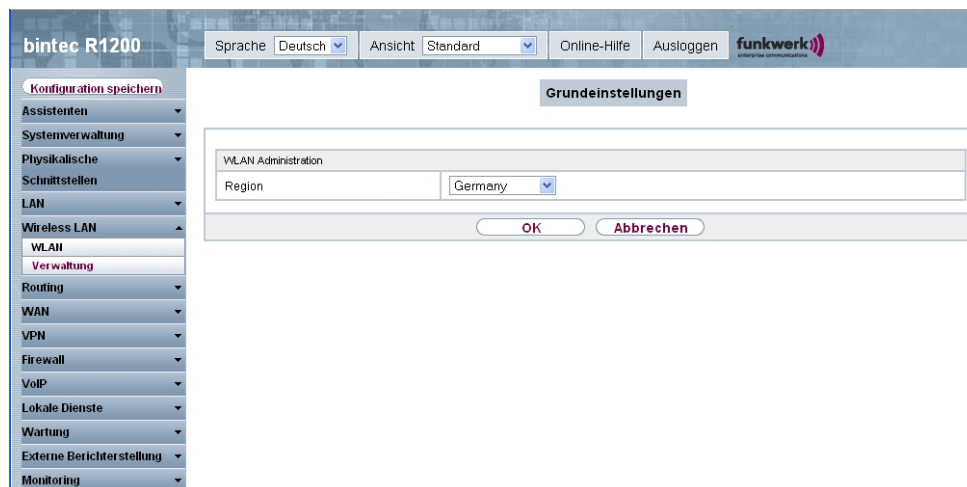 bintec R1200
Sprache Deutsch Ansicht Standard Online-Hilfe Ausloggen funkwerk
enterprise communications
Konfiguration speichern
Assistenten
Systemverwaltung
Physikalische
Schnittstellen
LAN
Wireless LAN
WLAN
Verwaltung
Routing
WAN
VPN
Firewall
VoIP
Lokale Dienste
Wartung
Externe Berichterstellung
Monitoring
Grundeinstellungen
WLAN Administration
Region Germany
OK Abbrechen